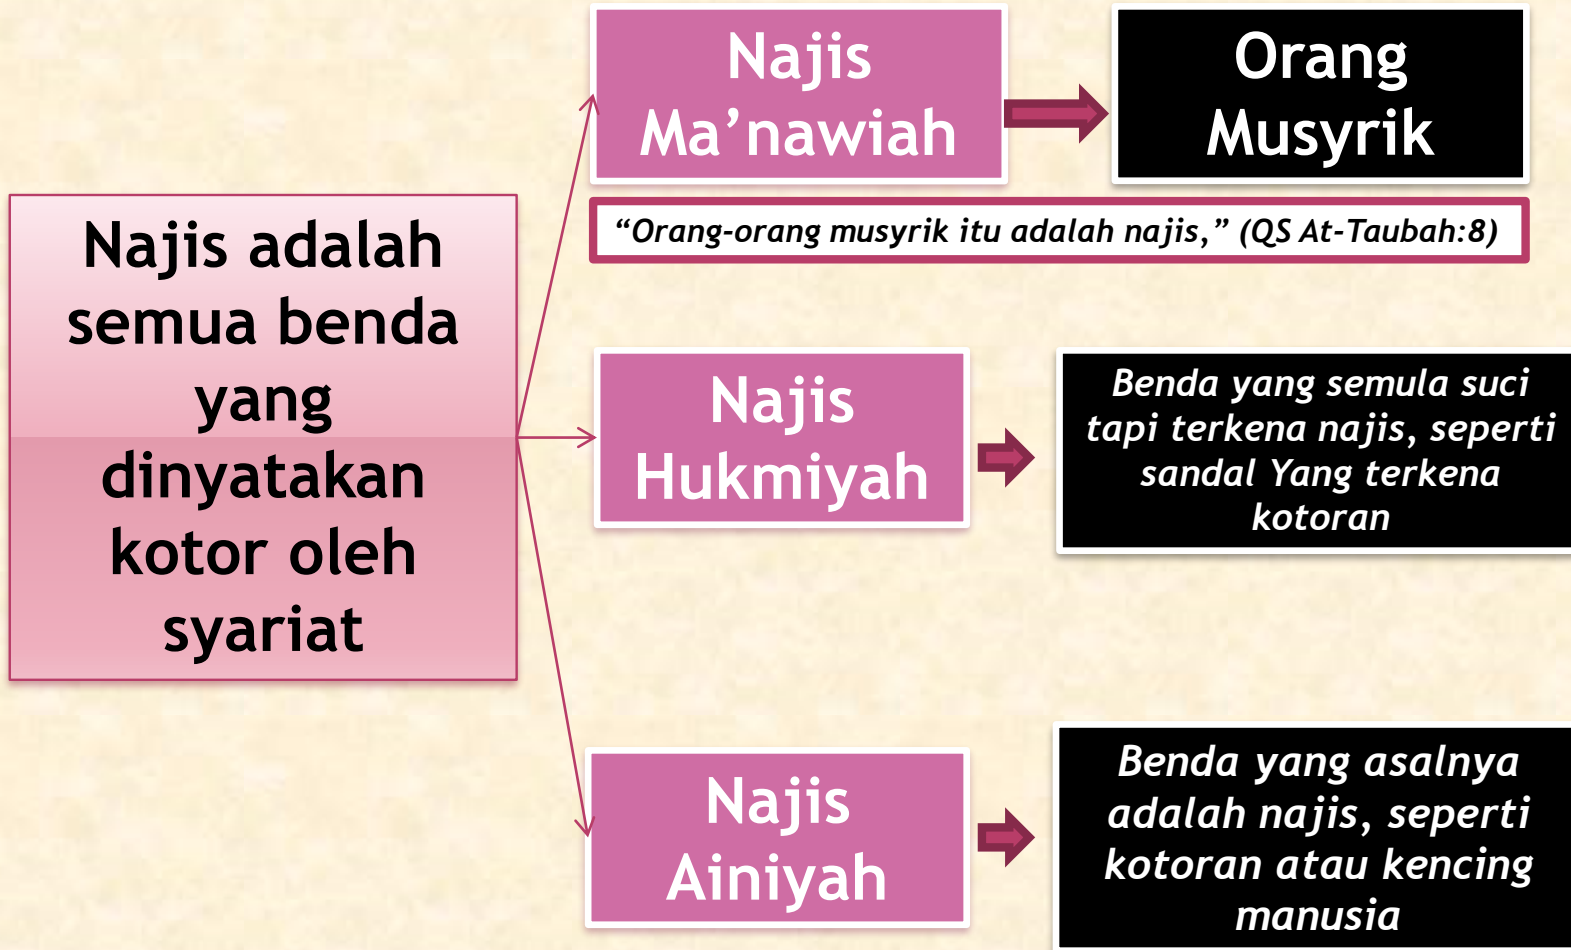 Najis adalah
semua benda
yang
dinyatakan
kotor oleh
syariat
Najis
Ma’nawiah
Orang
Musyrik
“Orang-orang musyrik itu adalah najis,” (QS At-Taubah:8)
Najis
Hukmiyah
Benda yang semula suci
tapi terkena najis, seperti
sandal Yang terkena
kotoran
Najis
Ainiyah
Benda yang asalnya
adalah najis, seperti
kotoran atau kencing
manusia